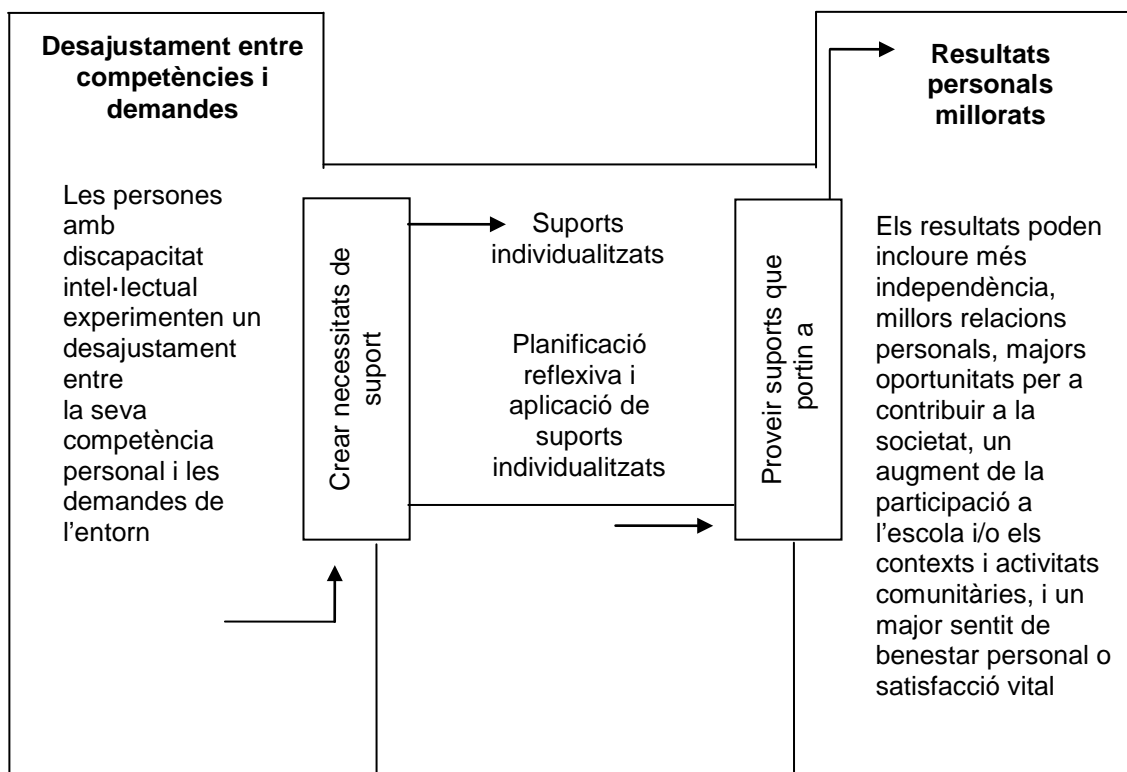 Desajustament entre
competències i
demandes
Les persones
amb
discapacitat
intel·lectual
experimenten un
desajustament
entre
la seva
competència
personal i les
demandes de
l'entorn
Crear necessitats de
suport
Suports
individualitzats
Planificació
reflexiva i
aplicació de
suports
individualitzats
Proveir suports que
portin a
Resultats
personals
millorats
Els resultats poden
incloure més
independència,
millors relacions
personals, majors
oportunitats per a
contribuir a la
societat, un
augment de la
participació a
l'escola i/o els
contexts i activitats
comunitàries, i un
major sentit de
benestar personal o
satisfacció vital